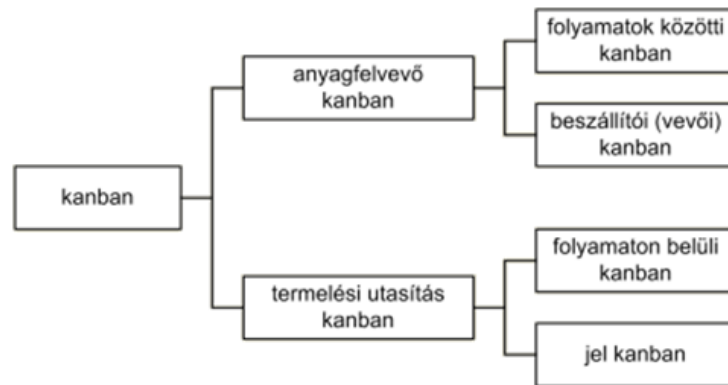 kanban
anyagfelvevő
kanban
folyamatok közötti
kanban
beszállítói (vevői)
kanban
termelési utasítás
kanban
folyamaton belüli
kanban
jel kanban